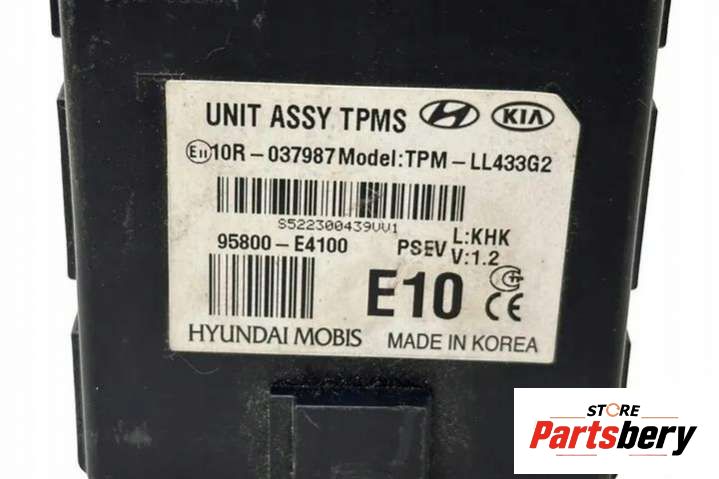 UNIT ASSY TPMS KIA
E11 10R-037987 Model:TPM-LL433G2
S522300439VV1
L:KHK
95800-E4100 PSEV V:1.2
E10 CE
HYUNDAI MOBIS MADE IN KOREA
STORE
Partsbery